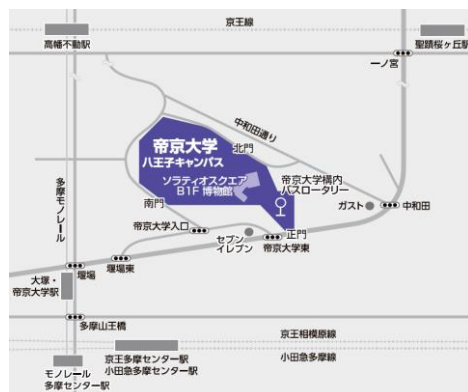 京王線
高幡不動駅
聖蹟桜ヶ丘駅
一ノ宮
中和田通り
帝京大学
八王子キャンパス
北門
ソラティオスクエア
B1F 博物館
帝京大学構内
バスロータリー
多摩モノレール
南門
ガスト
中和田
帝京大学入口
セブン
イレブン
正門
帝京大学東
堰場東
堰場
大塚・
帝京大学駅
多摩山王橋
京王相模原線
京王多摩センター駅
小田急多摩センター駅
小田急多摩線
モノレール
多摩センター駅